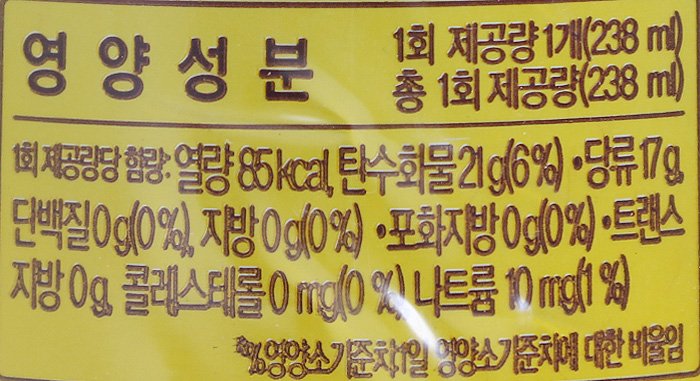 영양성분
1회 제공량 1개(238 ml)
총 1회 제공량(238 ml)
1회 제공량당 함량: 열량 85 kcal, 탄수화물 21 g(6%) •당류 17 g,
단백질 0 g(0%), 지방 0 g(0%) •포화지방 0 g(0%) •트랜스
지방 0 g, 콜레스테롤 0 mg(0 %), 나트륨 10 mg(1 %)
*%영양소기준치:1일 영양소기준치에 대한 비율임